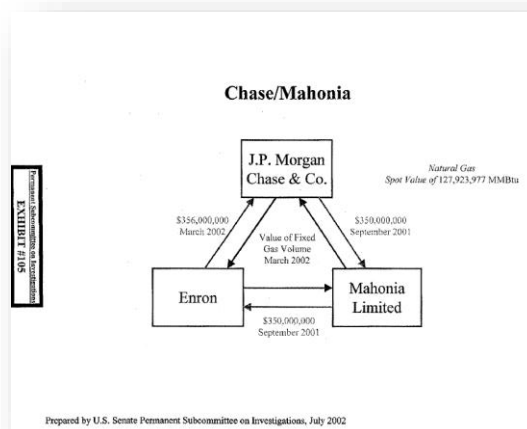 Chase/Mahonia
J.P. Morgan
Chase & Co.
Natural Gas
Spot Value of 127,923,977 MMBtu
$356,000,000
March 2002
$350,000,000
September 2001
Value of Fixed
Gas Volume
March 2002
Enron
Mahonia
Limited
$350,000,000
September 2001
Permanent Subcommittee on Investigations
EXHIBIT #105
Prepared by U.S. Senate Permanent Subcommittee on Investigations, July 2002